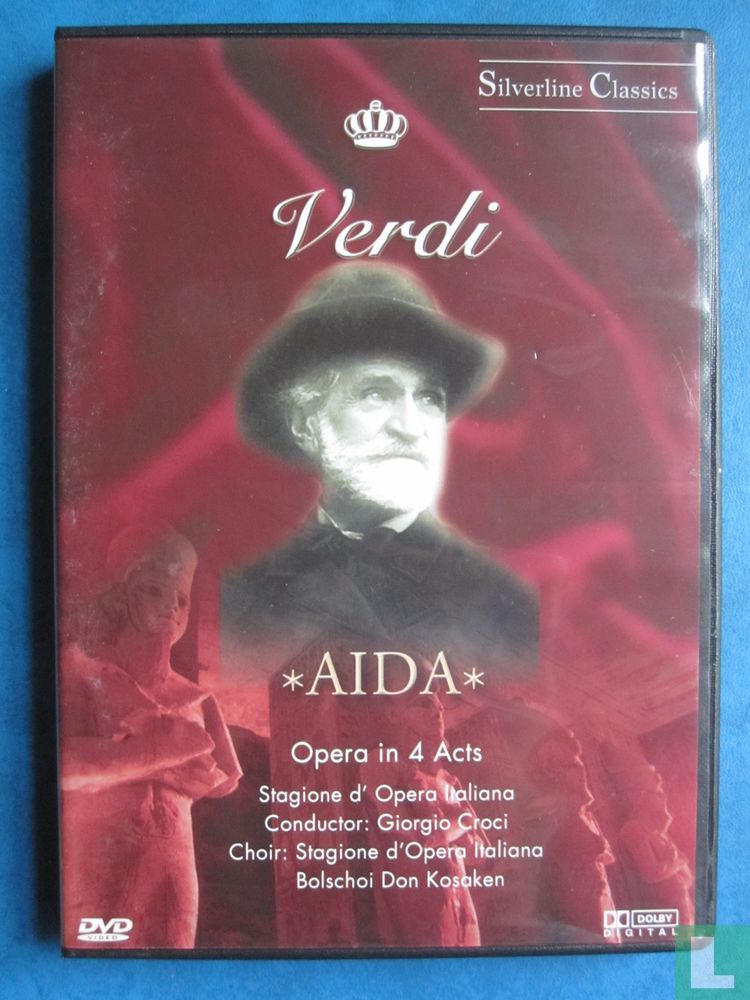 Silverline Classics
Verdi
*AIDA*
Opera in 4 Acts
Stagione d' Opera Italiana
Conductor: Giorgio Croci
Choir: Stagione d'Opera Italiana
Bolschoi Don Kosaken
DVD
VIDEO
DOLBY
DIGITAL
L